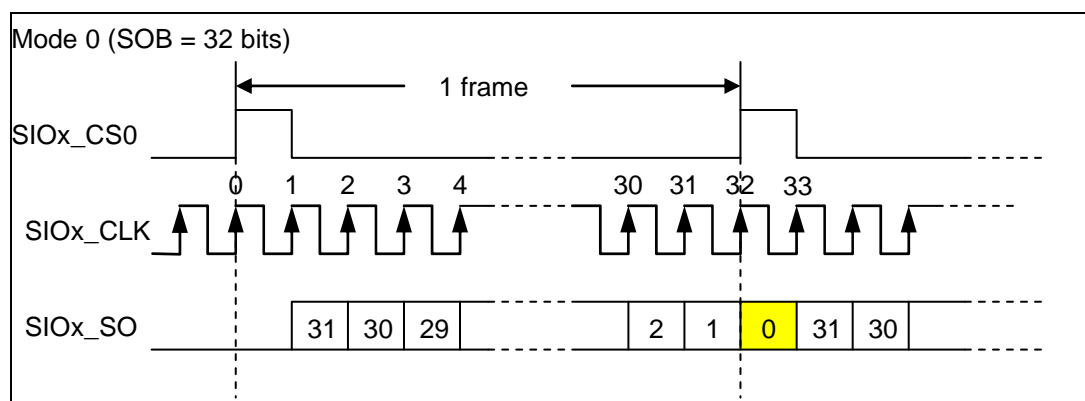 Mode 0 (SOB = 32 bits)
1 frame
SIOx_CS0
0 1 2 3 4 30 31 32 33
SIOx_CLK
SIOx_SO 31 30 29 2 1 0 31 30